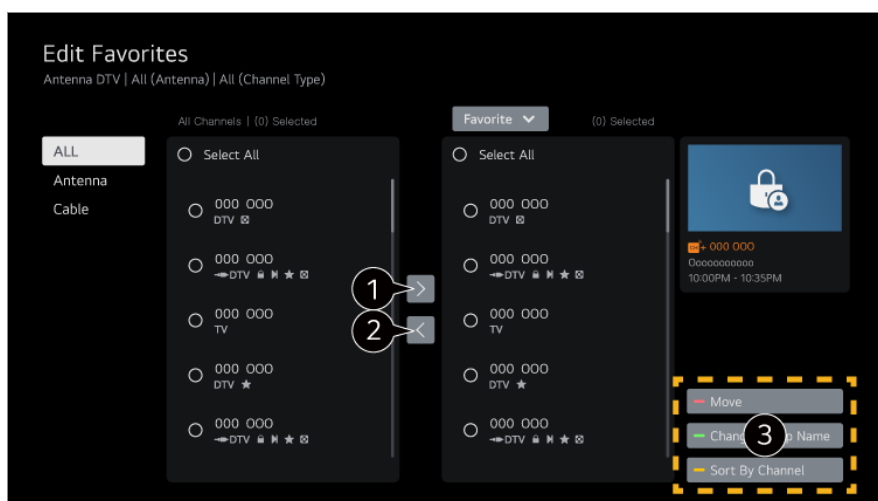 Edit Favorites
Antenna DTV | All (Antenna) | All (Channel Type)
All Channels | (0) Selected
Favorite
(0) Selected
ALL
Antenna
Cable
Select All
000 000
DTV
000 000
DTV
000 000
TV
000 000
DTV
000 000
DTV
1
2
Select All
000 000
DTV
000 000
DTV
000 000
TV
000 000
DTV
000 000
DTV
CH+ 000 000
Oooooooooo
10:00PM - 10:35PM
Move
3
Name
Sort By Channel